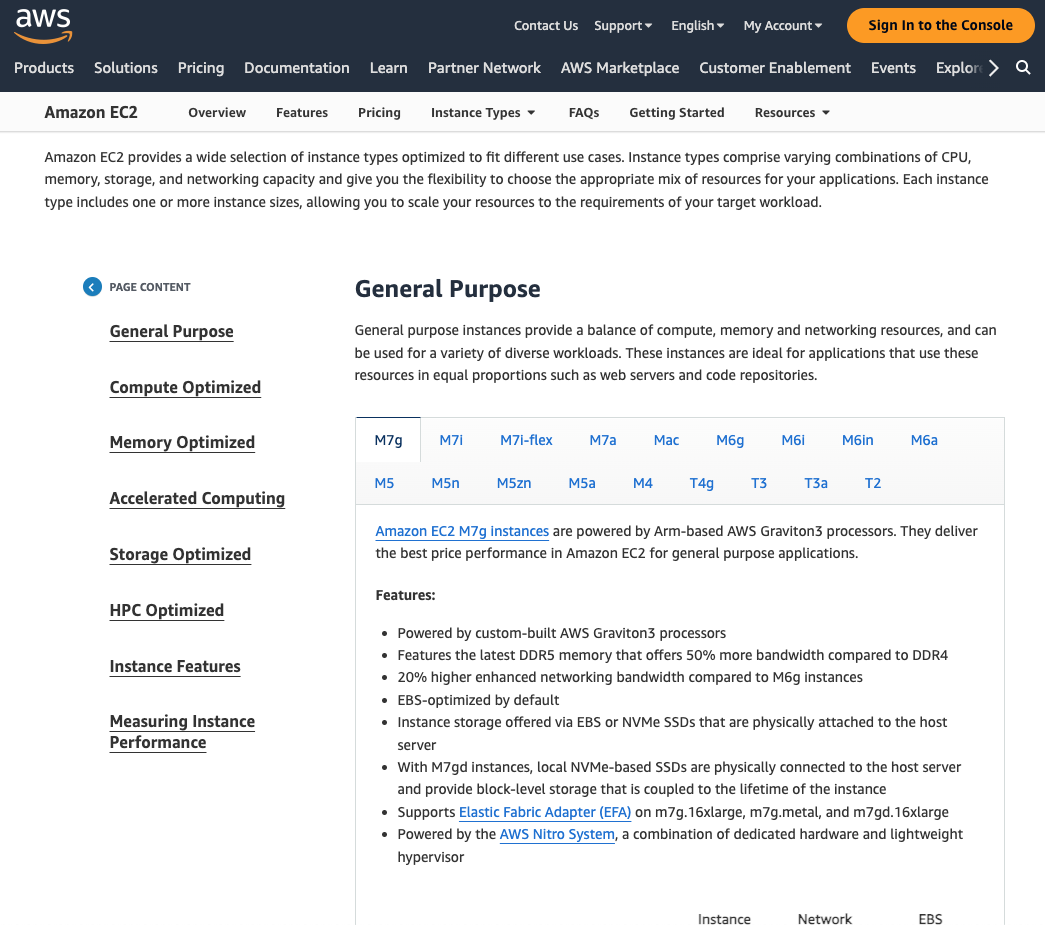 aws
Contact Us Support English My Account Sign In to the Console
Products Solutions Pricing Documentation Learn Partner Network AWS Marketplace Customer Enablement Events Explor
Amazon EC2 Overview Features Pricing Instance Types FAQs Getting Started Resources
Amazon EC2 provides a wide selection of instance types optimized to fit different use cases. Instance types comprise varying combinations of CPU,
memory, storage, and networking capacity and give you the flexibility to choose the appropriate mix of resources for your applications. Each instance
type includes one or more instance sizes, allowing you to scale your resources to the requirements of your target workload.
PAGE CONTENT
General Purpose
Compute Optimized
Memory Optimized
Accelerated Computing
Storage Optimized
HPC Optimized
Instance Features
Measuring Instance
Performance
General Purpose
General purpose instances provide a balance of compute, memory and networking resources, and can
be used for a variety of diverse workloads. These instances are ideal for applications that use these
resources in equal proportions such as web servers and code repositories.
M7g M7i M7i-flex M7a Mac M6g M6i M6in M6a
M5 M5n M5zn M5a M4 T4g T3 T3a T2
Amazon EC2 M7g instances are powered by Arm-based AWS Graviton3 processors. They deliver
the best price performance in Amazon EC2 for general purpose applications.
Features:
• Powered by custom-built AWS Graviton3 processors
• Features the latest DDR5 memory that offers 50% more bandwidth compared to DDR4
• 20% higher enhanced networking bandwidth compared to M6g instances
• EBS-optimized by default
• Instance storage offered via EBS or NVMe SSDs that are physically attached to the host
server
• With M7gd instances, local NVMe-based SSDs are physically connected to the host server
and provide block-level storage that is coupled to the lifetime of the instance
• Supports Elastic Fabric Adapter (EFA) on m7g.16xlarge, m7g.metal, and m7gd.16xlarge
• Powered by the AWS Nitro System, a combination of dedicated hardware and lightweight
hypervisor
Instance Network EBS